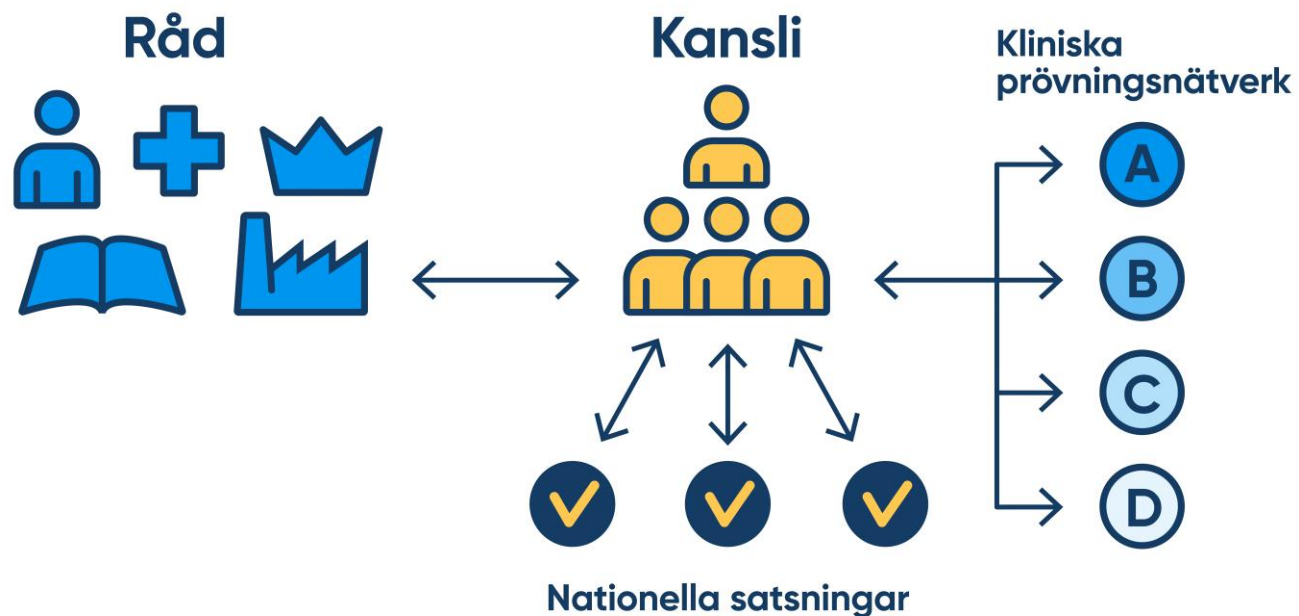 Råd
Kansli
Kliniska
prövningsnätverk
A
B
C
D
Nationella satsningar